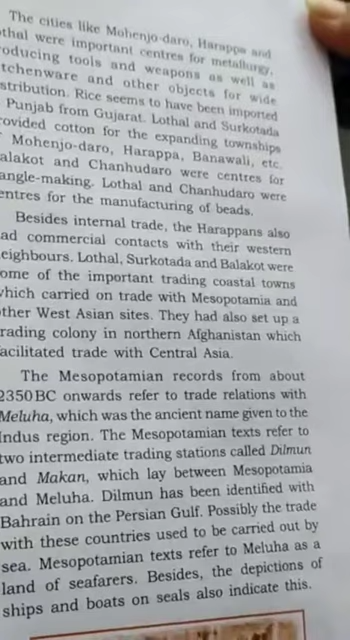 The cities like Mohenjo-daro, Harappa and
thal were important centres for metallurgy,
oducing tools and weapons as well as
tchenware and other objects for wide
stribution. Rice seems to have been imported
Punjab from Gujarat. Lothal and Surkotada
rovided cotton for the expanding townships
Mohenjo-daro, Harappa, Banawali, etc.
alakot and Chanhudaro were centres for
angle-making. Lothal and Chanhudaro were
entres for the manufacturing of beads.
Besides internal trade, the Harappans also
ad commercial contacts with their western
eighbours. Lothal, Surkotada and Balakot were
ome of the important trading coastal towns
which carried on trade with Mesopotamia and
ther West Asian sites. They had also set up a
rading colony in northern Afghanistan which
acilitated trade with Central Asia.
The Mesopotamian records from about
2350 BC onwards refer to trade relations with
Meluha, which was the ancient name given to the
Indus region. The Mesopotamian texts refer to
two intermediate trading stations called Dilmun
and Makan, which lay between Mesopotamia
and Meluha. Dilmun has been identified with
Bahrain on the Persian Gulf. Possibly the trade
with these countries used to be carried out by
sea. Mesopotamian texts refer to Meluha as a
land of seafarers. Besides, the depictions of
ships and boats on seals also indicate this.